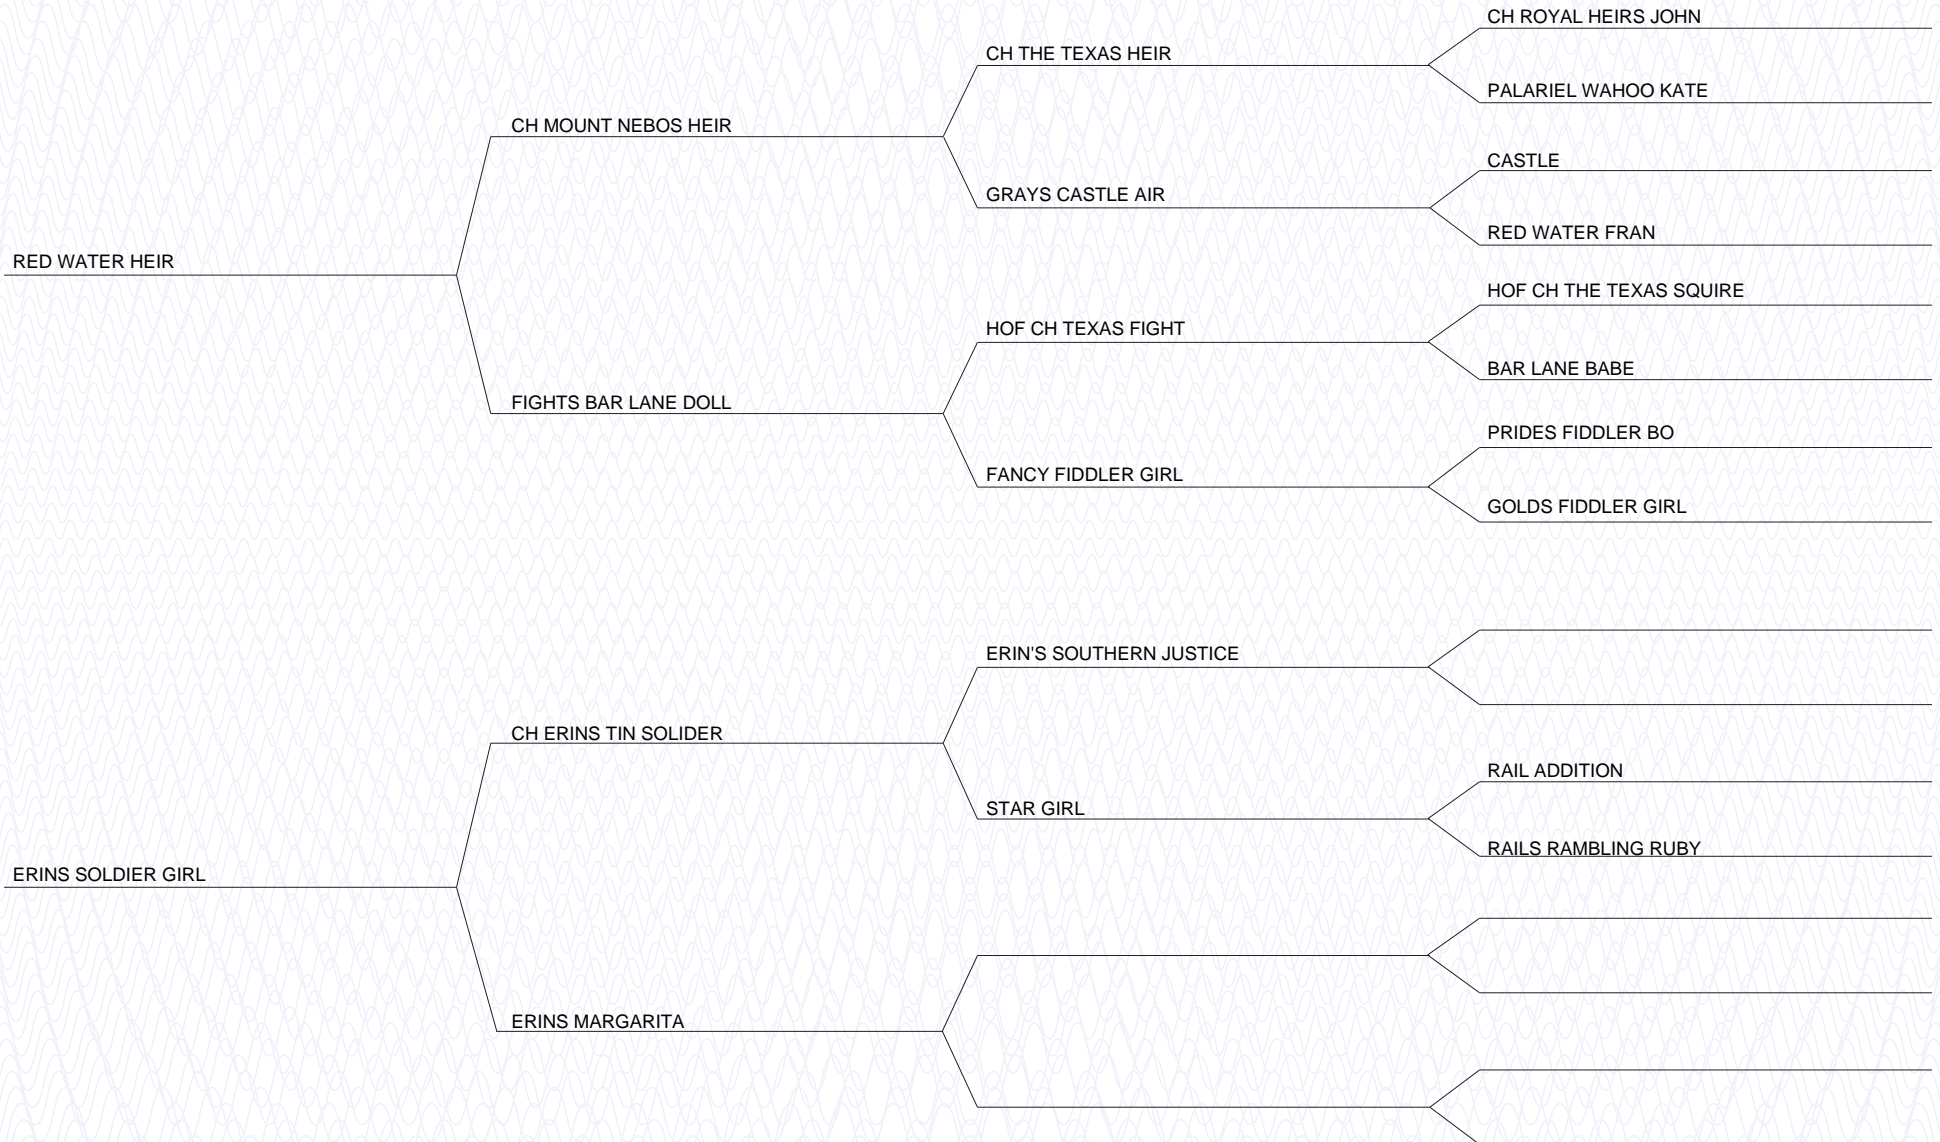 CH ROYAL HEIRS JOHN
CH THE TEXAS HEIR
PALARIEL WAHOO KATE
CH MOUNT NEBOS HEIR
CASTLE
GRAYS CASTLE AIR
RED WATER FRAN
RED WATER HEIR
HOF CH THE TEXAS SQUIRE
HOF CH TEXAS FIGHT
BAR LANE BABE
FIGHTS BAR LANE DOLL
PRIDES FIDDLER BO
FANCY FIDDLER GIRL
GOLDS FIDDLER GIRL
ERIN'S SOUTHERN JUSTICE
CH ERINS TIN SOLIDER
RAIL ADDITION
STAR GIRL
RAILS RAMBLING RUBY
ERINS SOLDIER GIRL
ERINS MARGARITA